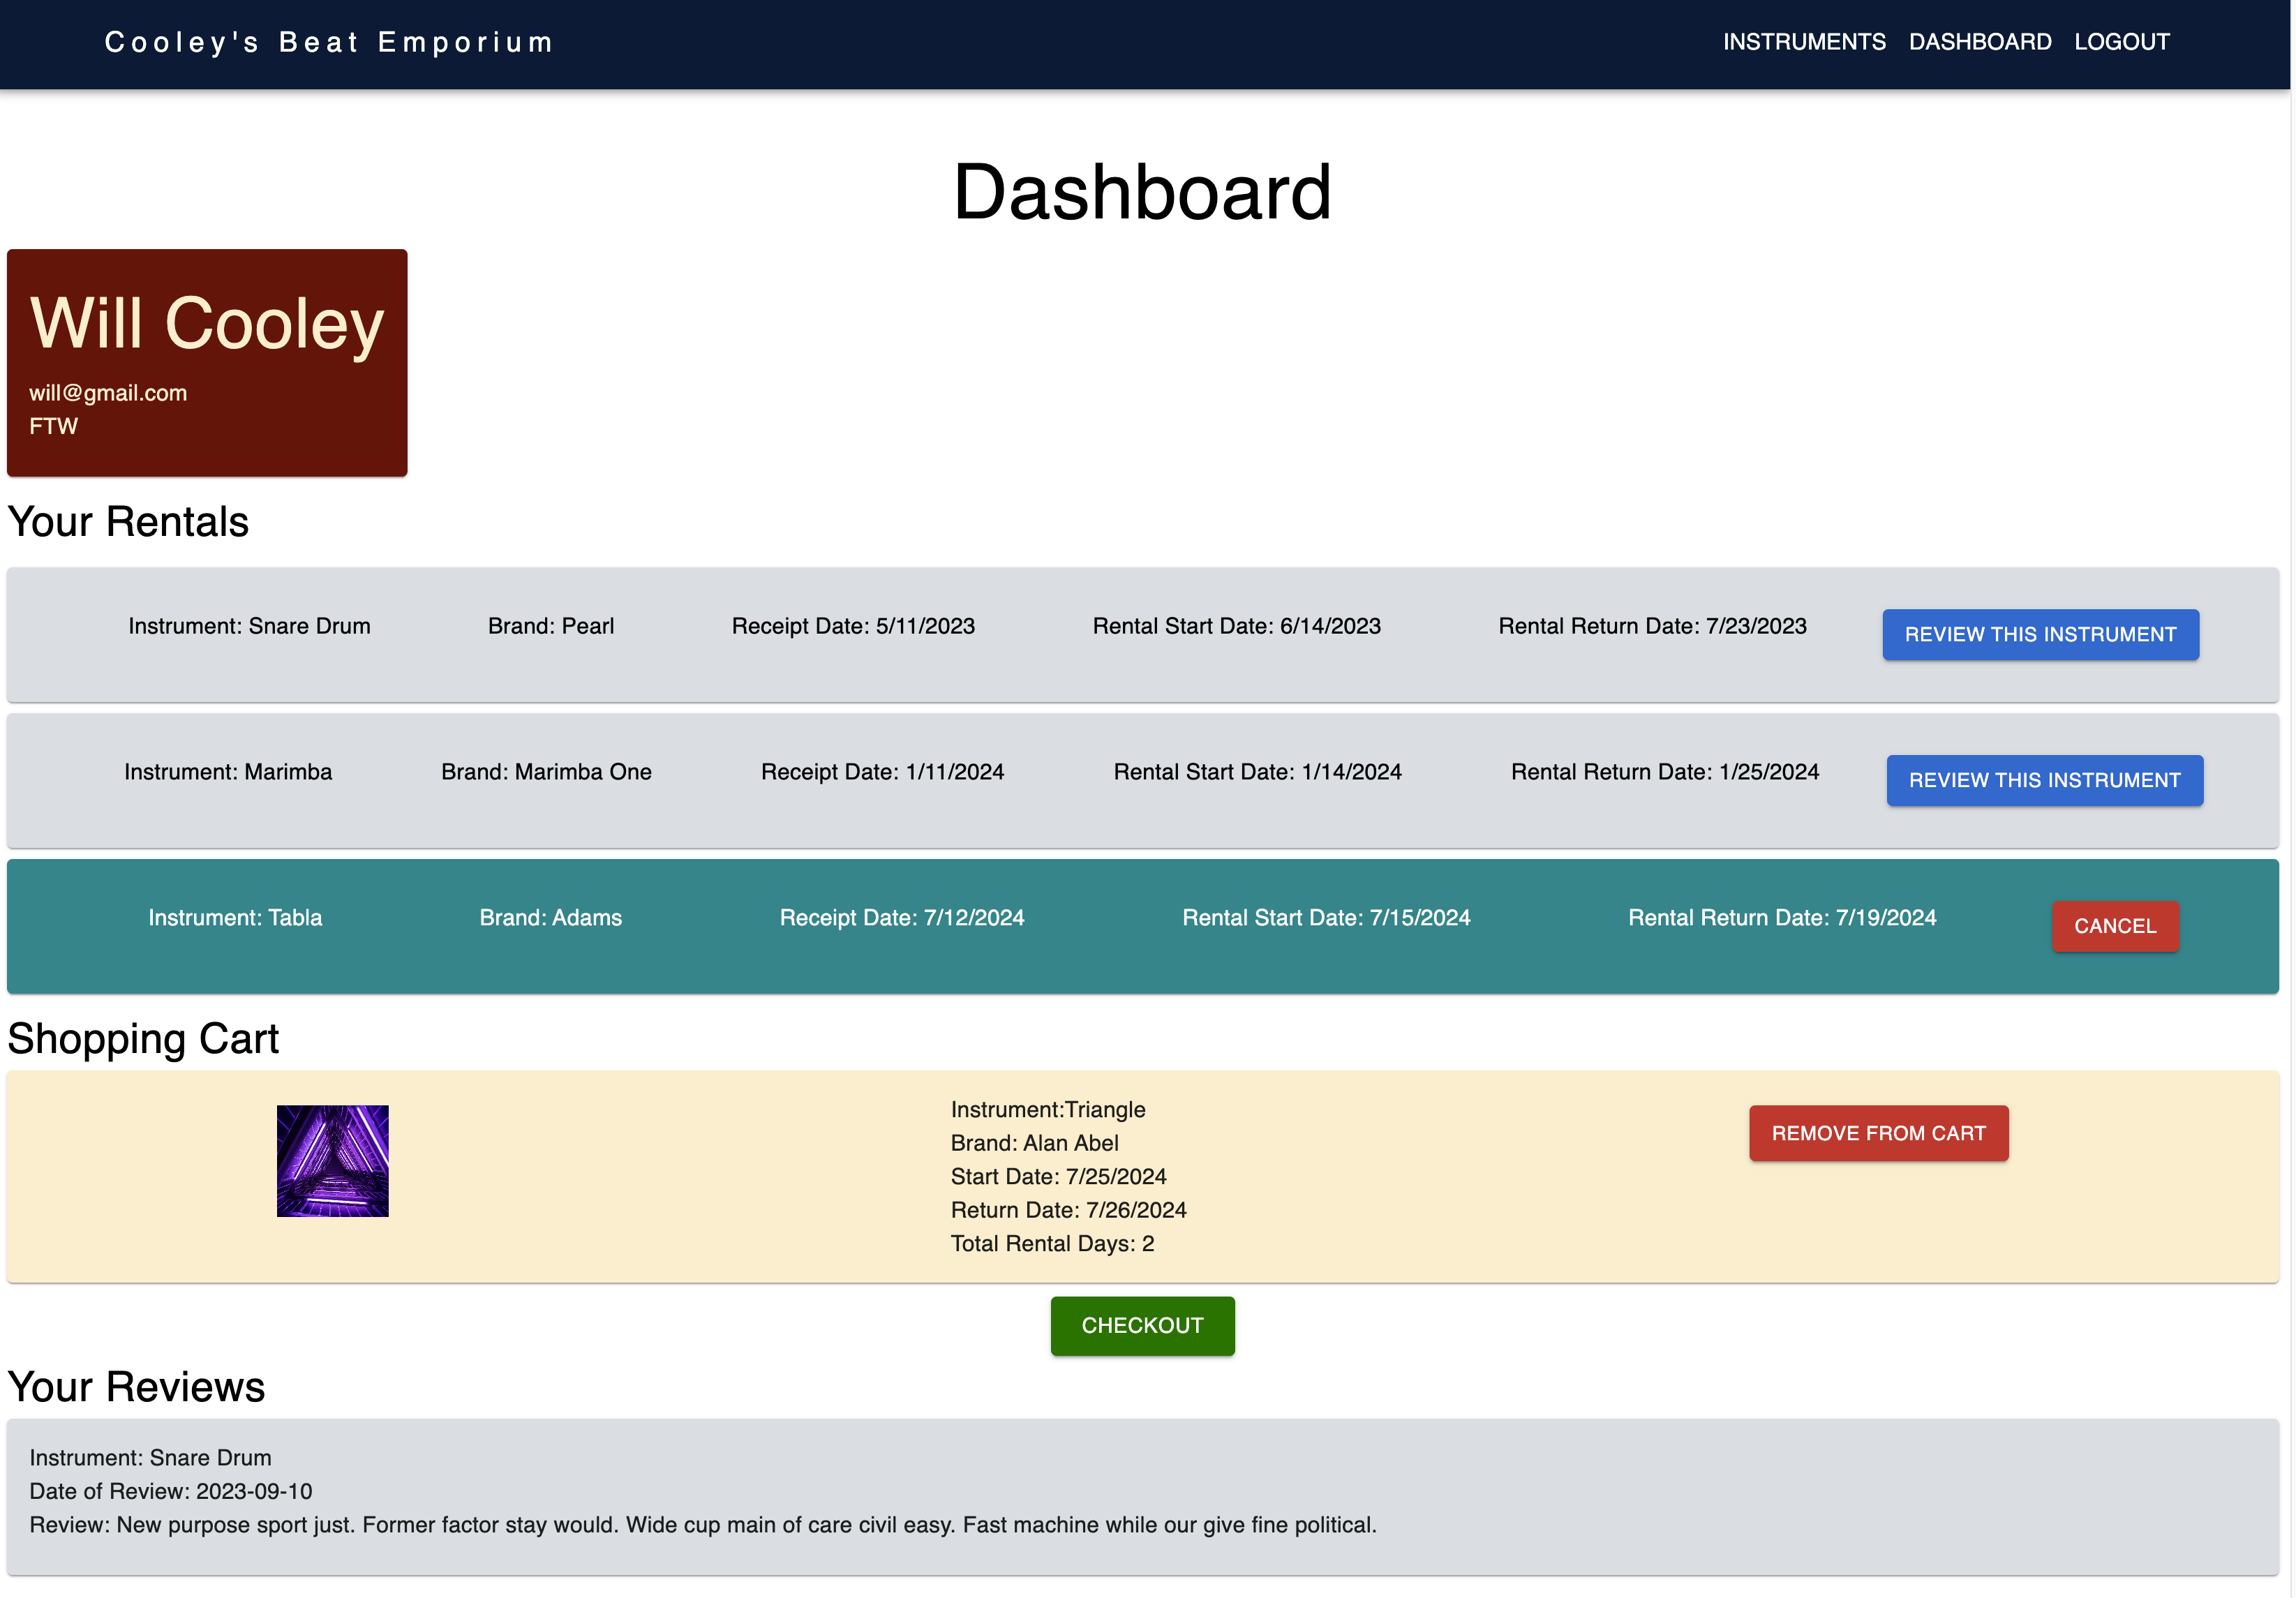 Cooley's Beat Emporium INSTRUMENTS DASHBOARD LOGOUT
Dashboard
Will Cooley
will@gmail.com
FTW
Your Rentals
Instrument: Snare Drum Brand: Pearl Receipt Date: 5/11/2023 Rental Start Date: 6/14/2023 Rental Return Date: 7/23/2023 REVIEW THIS INSTRUMENT
Instrument: Marimba Brand: Marimba One Receipt Date: 1/11/2024 Rental Start Date: 1/14/2024 Rental Return Date: 1/25/2024 REVIEW THIS INSTRUMENT
Instrument: Tabla Brand: Adams Receipt Date: 7/12/2024 Rental Start Date: 7/15/2024 Rental Return Date: 7/19/2024 CANCEL
Shopping Cart
Instrument:Triangle
Brand: Alan Abel
Start Date: 7/25/2024
Return Date: 7/26/2024
Total Rental Days: 2
REMOVE FROM CART
CHECKOUT
Your Reviews
Instrument: Snare Drum
Date of Review: 2023-09-10
Review: New purpose sport just. Former factor stay would. Wide cup main of care civil easy. Fast machine while our give fine political.